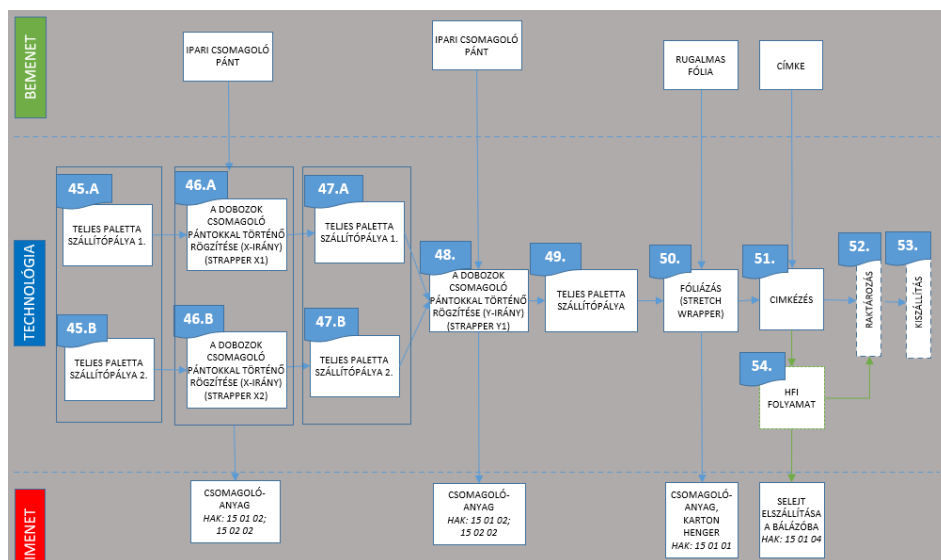 BEMENET
IPARI CSOMAGOLÓ
PÁNT
IPARI CSOMAGOLÓ
PÁNT
RUGALMAS
FÓLIA
CÍMKE
TECHNOLÓGIA
45.A
TELJES PALETTA
SZÁLLÍTÓPÁLYA 1.
46.A
A DOBOZOK
CSOMAGOLÓ
PÁNTOKKAL TÖRTÉNŐ
RÖGZÍTÉSE (X-IRÁNY)
(STRAPPER X1)
47.A
TELJES PALETTA
SZÁLLÍTÓPÁLYA 1.
45.B
TELJES PALETTA
SZÁLLÍTÓPÁLYA 2.
46.B
A DOBOZOK
CSOMAGOLÓ
PÁNTOKKAL TÖRTÉNŐ
RÖGZÍTÉSE (X-IRÁNY)
(STRAPPER X2)
47.B
TELJES PALETTA
SZÁLLÍTÓPÁLYA 2.
48.
A DOBOZOK
CSOMAGOLÓ
PÁNTOKKAL TÖRTÉNŐ
RÖGZÍTÉSE (Y-IRÁNY)
(STRAPPER Y1)
49.
TELJES PALETTA
SZÁLLÍTÓPÁLYA
50.
FÓLIÁZÁS
(STRETCH
WRAPPER)
51.
CIMKÉZÉS
52.
RAKTÁROZÁS
53.
KISZÁLLÍTÁS
54.
HFI
FOLYAMAT
IMENET
CSOMAGOLÓ-
ANYAG
HAK: 15 01 02;
15 02 02
CSOMAGOLÓ-
ANYAG
HAK: 15 01 02;
15 02 02
CSOMAGOLÓ-
ANYAG,
KARTON
HENGER
HAK: 15 01 01
SELEJT
ELSZÁLLÍTÁSA
A BÁLÁZÓBA
HAK: 15 01 04